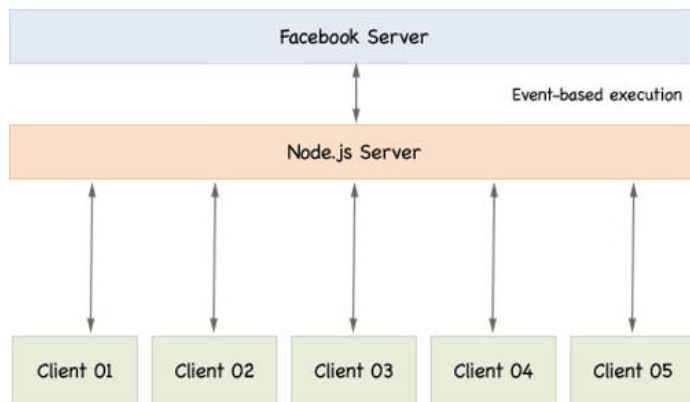 Facebook Server
Event-based execution
Node.js Server
Client 01
Client 02
Client 03
Client 04
Client 05